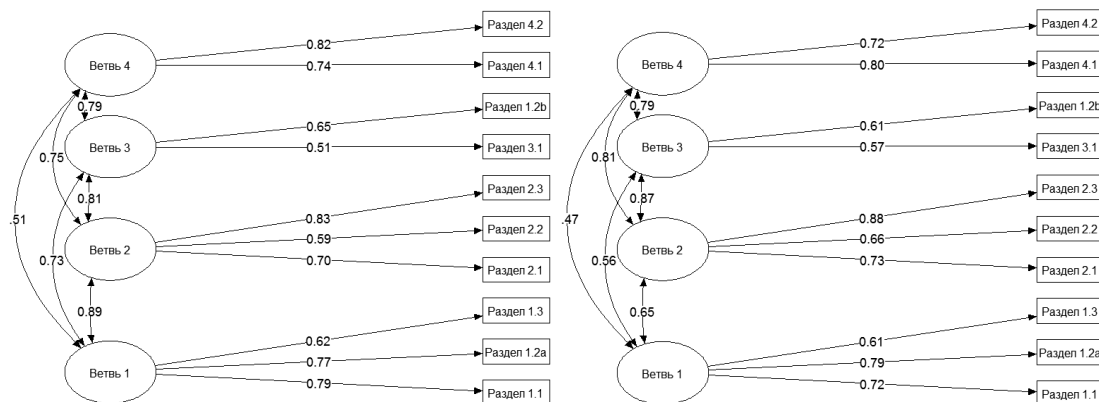 Раздел 4.2
0.82
Ветвь 4
0.74
Раздел 4.1
0.79
Раздел 1.2b
0.65
Ветвь 3
0.51
Раздел 3.1
0.75
0.81
Раздел 2.3
0.83
.51
0.59
Раздел 2.2
Ветвь 2
0.73
0.70
Раздел 2.1
0.89
Раздел 1.3
0.62
Раздел 1.2a
0.77
Ветвь 1
0.79
Раздел 1.1
Раздел 4.2
0.72
Ветвь 4
0.80
Раздел 4.1
0.79
Раздел 1.2b
0.61
Ветвь 3
0.57
Раздел 3.1
0.81
0.87
Раздел 2.3
0.88
.47
0.66
Раздел 2.2
Ветвь 2
0.56
0.73
Раздел 2.1
0.65
Раздел 1.3
0.61
Раздел 1.2a
0.79
Ветвь 1
0.72
Раздел 1.1